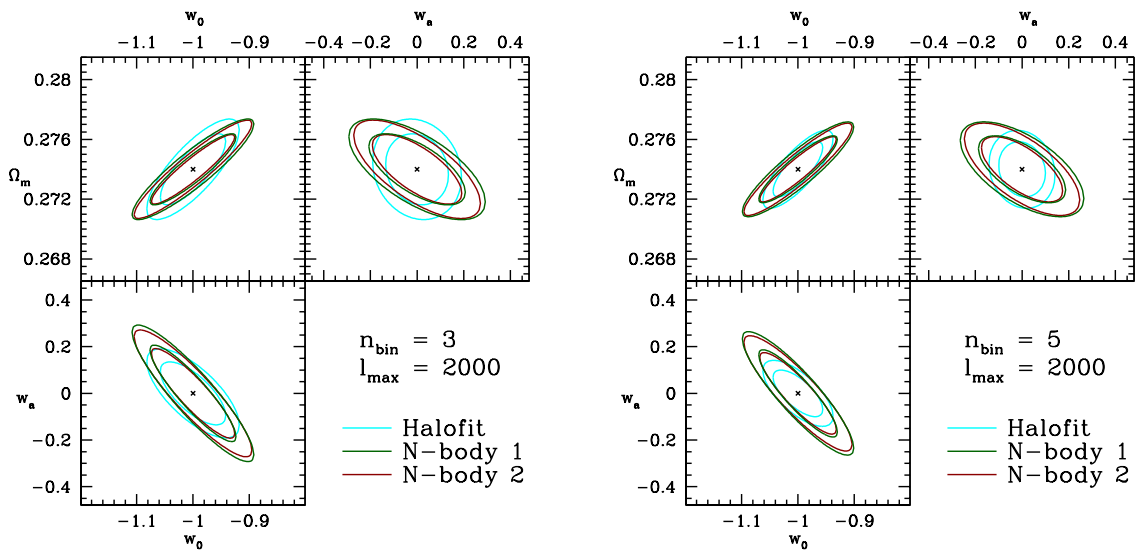 w0 wa w0 wa
−1.1 −1 −0.9 −0.4 −0.2 0 0.2 0.4 −1.1 −1 −0.9 −0.4 −0.2 0 0.2 0.4
0.28 0.28
0.276 0.276
Ωm Ωm
0.272 0.272
0.268 0.268
0.4 0.4
0.2 0.2
wa 0 wa 0
−0.2 −0.2
−0.4 −0.4
nbin = 3 nbin = 5
lmax = 2000 lmax = 2000
Halofit Halofit
N−body 1 N−body 1
N−body 2 N−body 2
−1.1 −1 −0.9 −1.1 −1 −0.9
w0 w0